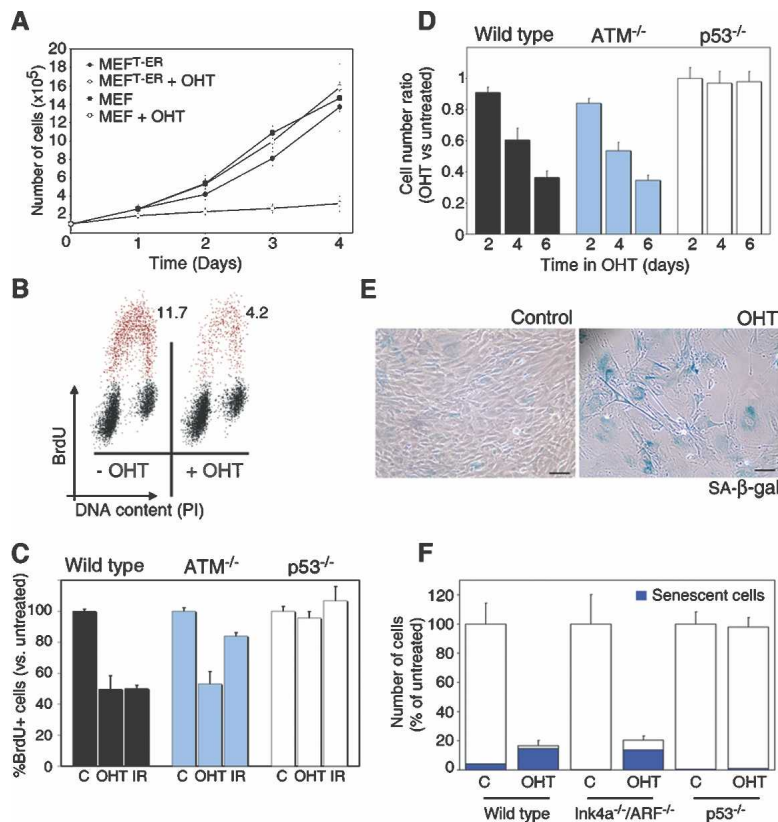 A
Number of cells (x10⁵)
20
18
16
14
12
10
8
6
4
2
MEFT-ER
MEFT-ER + OHT
MEF
MEF + OHT
0 1 2 3 4
Time (Days)
B
11.7
4.2
BrdU
- OHT
+ OHT
DNA content (PI)
C
Wild type
ATM-/-
p53-/-
%BrdU+ cells (vs. untreated)
100
80
60
40
20
0
C OHT IR
C OHT IR
C OHT IR
D
Wild type
ATM-/-
p53-/-
Cell number ratio
(OHT vs untreated)
1
0.8
0.6
0.4
0.2
0
2 4 6
2 4 6
2 4 6
Time in OHT (days)
E
Control
OHT
SA-β-gal
F
Senescent cells
Number of cells
(% of untreated)
120
100
80
60
40
20
0
C OHT
C OHT
C OHT
Wild type
Ink4a-/-/ARF-/-
p53-/-